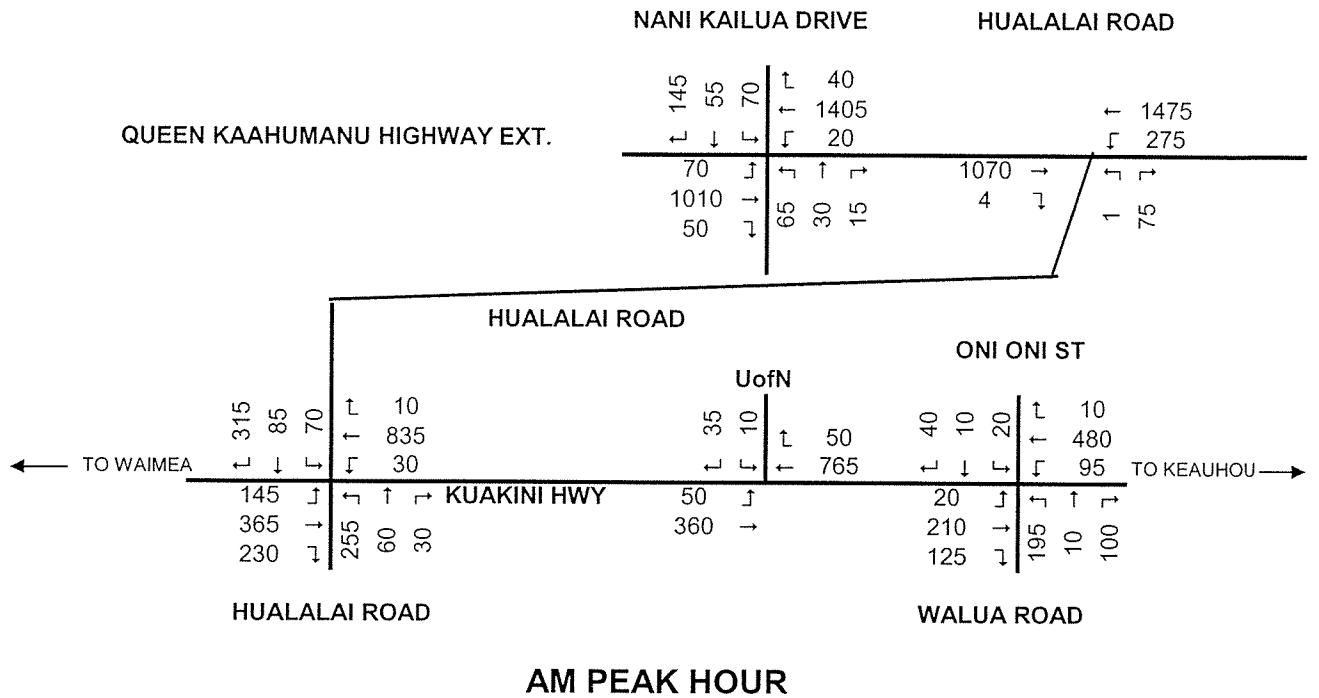 NANI KAILUA DRIVE
HUALALAI ROAD
QUEEN KAAHUMANU HIGHWAY EXT.
145 55 70
↰ 40
← 1405
20
← 1475
275
70
1010 →
50
65 30 15
1070 →
4
1 75
HUALALAI ROAD
ONI ONI ST
UofN
315 85 70
10
← 835
30
35 10
50
← 765
40 10 20
10
← 480
95
← TO WAIMEA
TO KEAUHOU →
KUAKINI HWY
145
365 →
230
255 60 30
50
360 →
20
210 →
125
195 10 100
HUALALAI ROAD
WALUA ROAD
AM PEAK HOUR